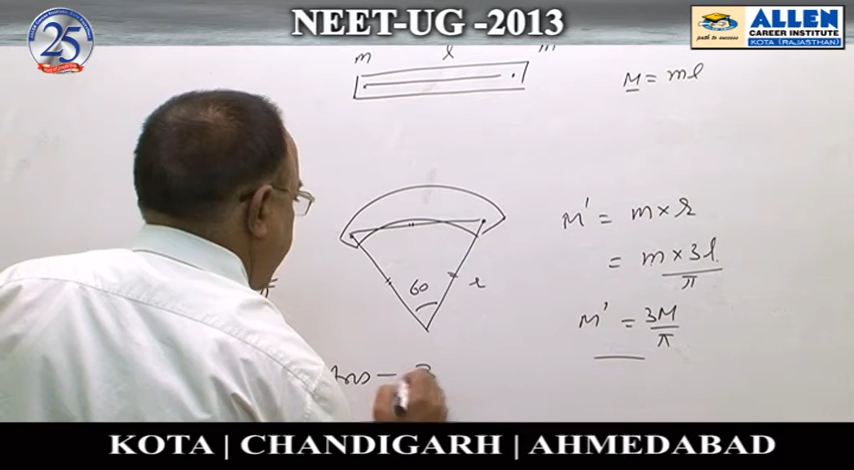 NEET-UG -2013
25
path to success
ALLEN
CAREER INSTITUTE
KOTA (RAJASTHAN)
m l m
M = ml
M' = m × r
= m × 3l / π
M' = 3M / π
60 r
Ans —
KOTA | CHANDIGARH | AHMEDABAD